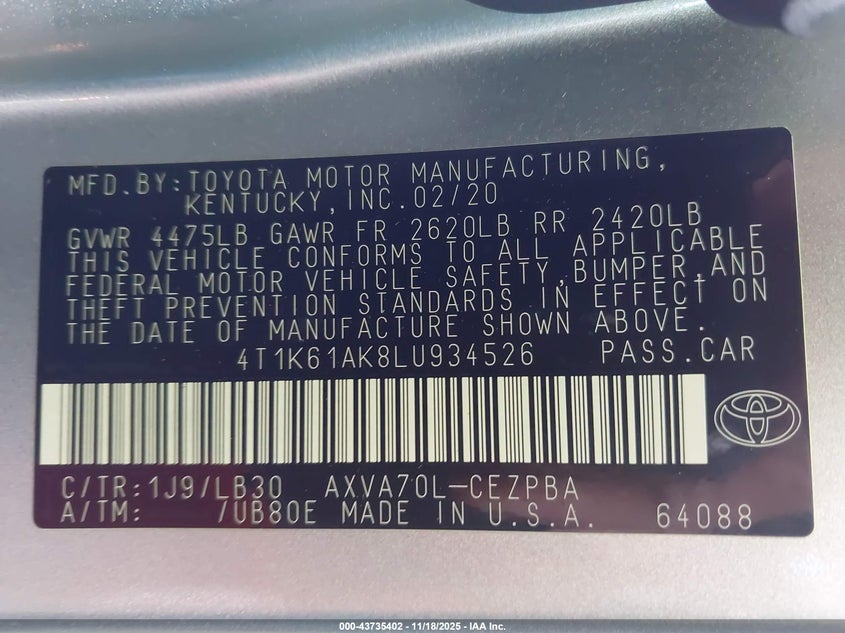 MFD.BY:TOYOTA MOTOR MANUFACTURING,
KENTUCKY,INC.02/20
GVWR 4475LB GAWR FR 2620LB RR 2420LB
THIS VEHICLE CONFORMS TO ALL APPLICABLE
FEDERAL MOTOR VEHICLE SAFETY,BUMPER,AND
THEFT PREVENTION STANDARDS IN EFFECT ON
THE DATE OF MANUFACTURE SHOWN ABOVE.
4T1K61AK8LU934526 PASS.CAR
C/TR:1J9/LB30 AXVA70L-CEZPBA
A/TM: 7UB80E MADE IN U.S.A. 64088
000-43735402 - 11/18/2025 - IAA Inc.